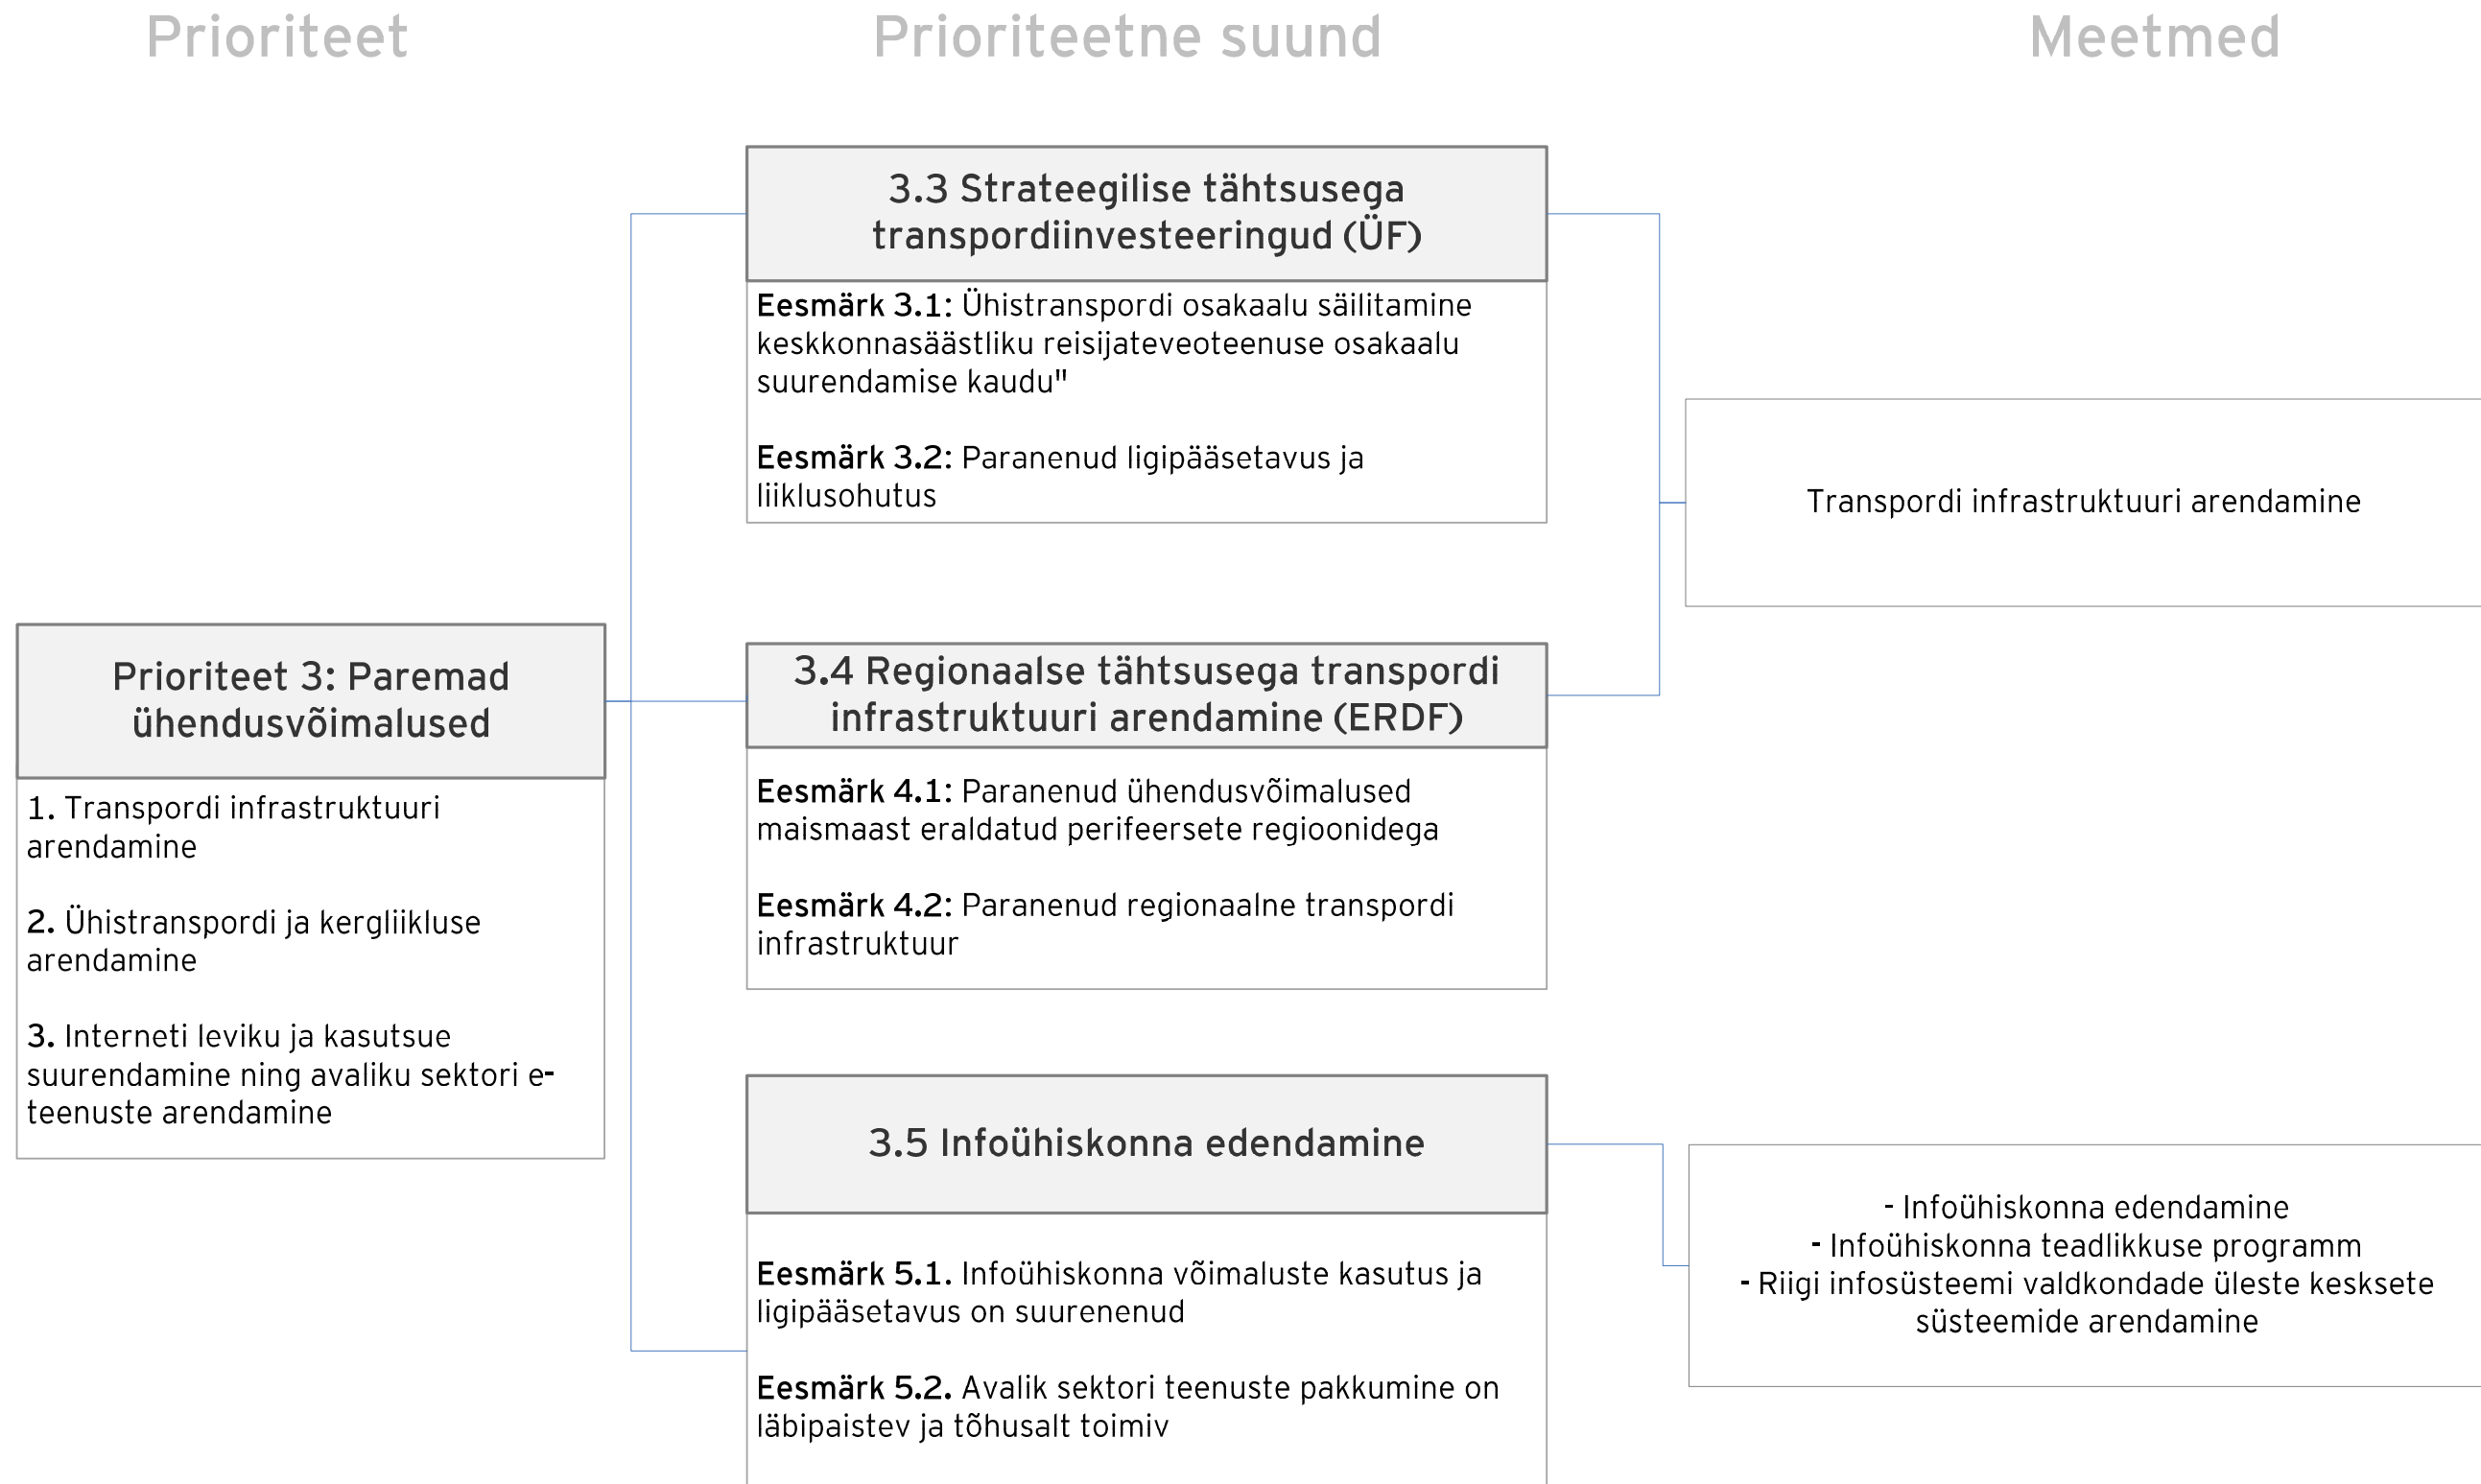 Prioriteet
Prioriteetne suund
Meetmed
3.3 Strateegilise tähtsusega
transpordiinvesteeringud (ÜF)
Eesmärk 3.1: Ühistranspordi osakaalu säilitamine
keskkonnasäästliku reisijateveoteenuse osakaalu
suurendamise kaudu"
Eesmärk 3.2: Paranenud ligipääsetavus ja
liiklusohutus
Transpordi infrastruktuuri arendamine
Prioriteet 3: Paremad
ühendusvõimalused
1. Transpordi infrastruktuuri
arendamine
2. Ühistranspordi ja kergliikluse
arendamine
3. Interneti leviku ja kasutsue
suurendamine ning avaliku sektori e-
teenuste arendamine
3.4 Regionaalse tähtsusega transpordi
infrastruktuuri arendamine (ERDF)
Eesmärk 4.1: Paranenud ühendusvõimalused
maismaast eraldatud perifeersete regioonidega
Eesmärk 4.2: Paranenud regionaalne transpordi
infrastruktuur
3.5 Infoühiskonna edendamine
Eesmärk 5.1. Infoühiskonna võimaluste kasutus ja
ligipääsetavus on suurenenud
Eesmärk 5.2. Avalik sektori teenuste pakkumine on
läbipaistev ja tõhusalt toimiv
- Infoühiskonna edendamine
- Infoühiskonna teadlikkuse programm
- Riigi infosüsteemi valdkondade üleste kesksete
süsteemide arendamine